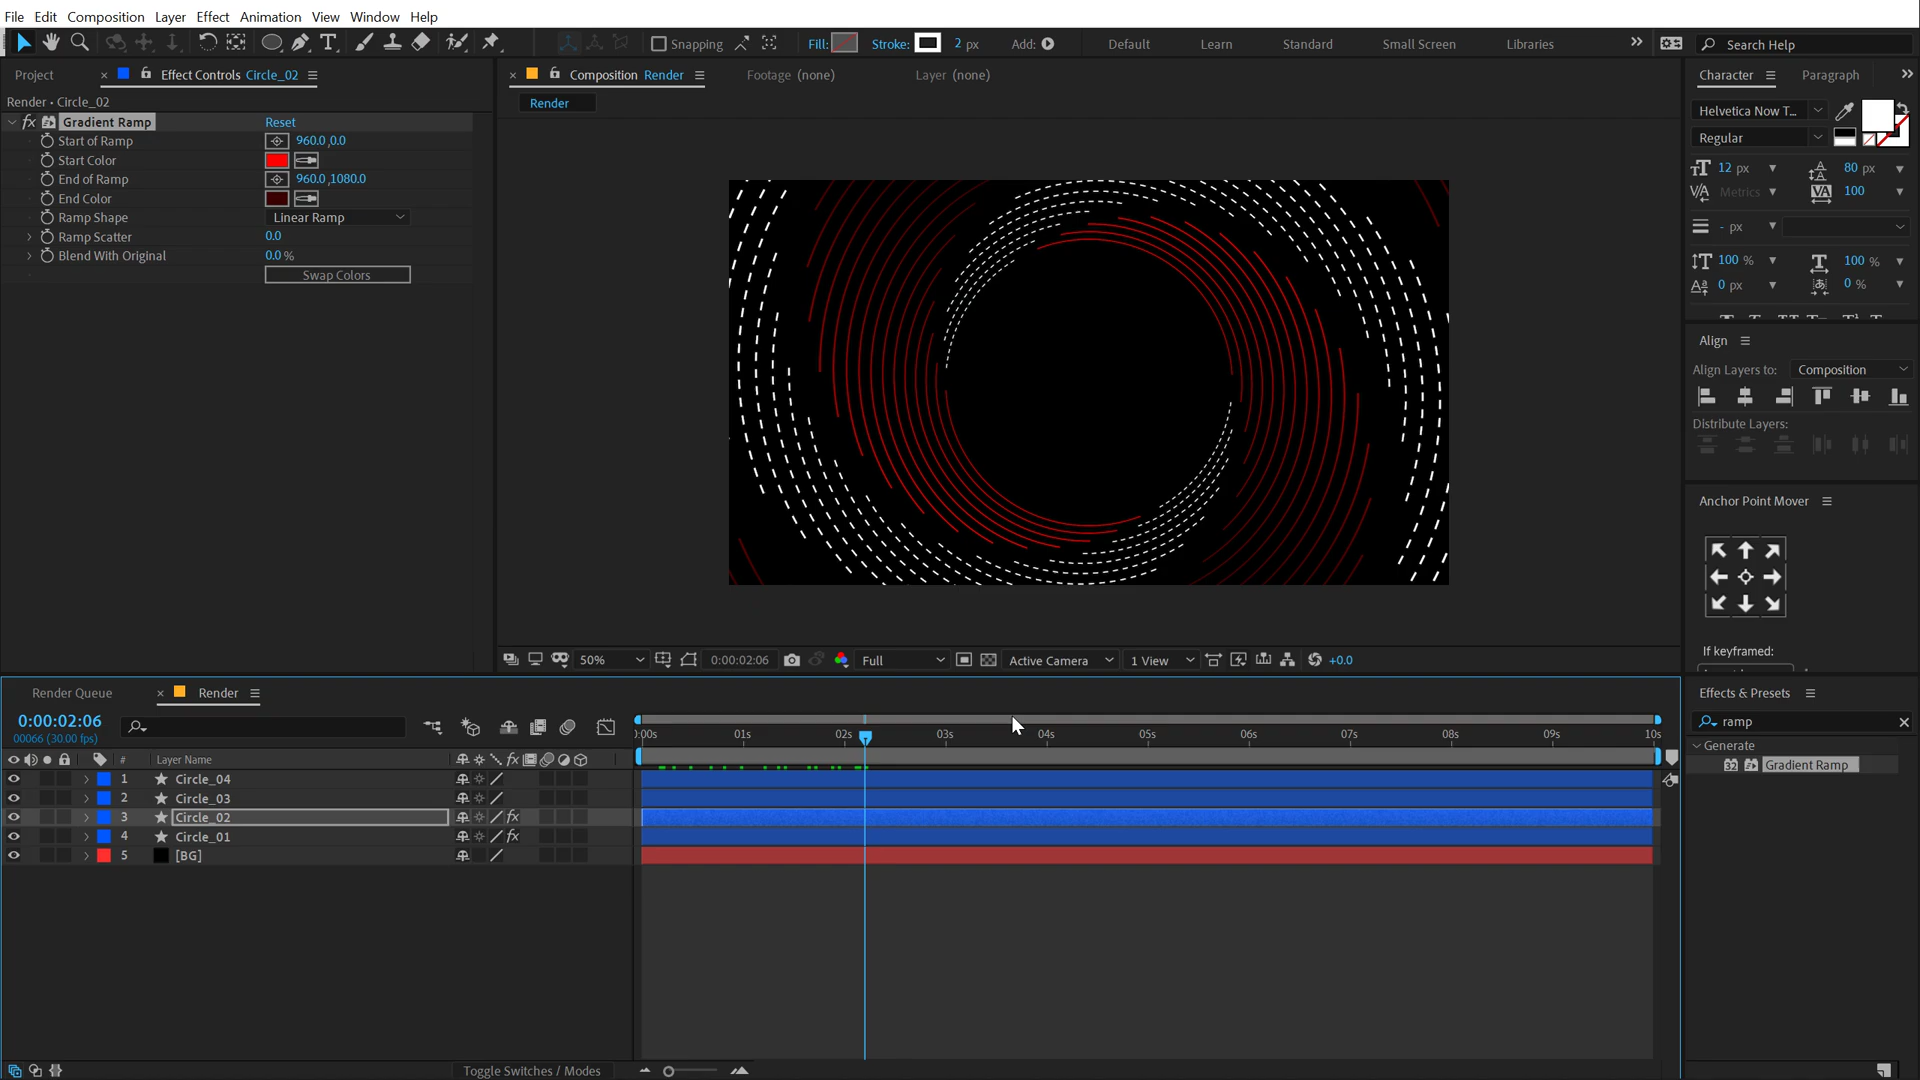 File Edit Composition Layer Effect Animation View Window Help
Snapping Fill: Stroke: 2 px Add: Default Learn Standard Small Screen Libraries Search Help
Project Effect Controls Circle_02
Render • Circle_02
fx Gradient Ramp Reset
Start of Ramp 960.0,0.0
Start Color
End of Ramp 960.0,1080.0
End Color
Ramp Shape Linear Ramp
Ramp Scatter 0.0
Blend With Original 0.0 %
Swap Colors
Composition Render Footage (none) Layer (none)
Render
50% 0:00:02:06 Full Active Camera 1 View +0.0
Character Paragraph
Helvetica Now T...
Regular
12 px 80 px
Metrics 100
- px
100 % 100 %
0 px 0 %
Align
Align Layers to: Composition
Distribute Layers:
Anchor Point Mover
If keyframed:
Render Queue Render
0:00:02:06
00066 (30.00 fps)
:00s 01s 02s 03s 04s 05s 06s 07s 08s 09s 10s
# Layer Name fx
1 Circle_04
2 Circle_03
3 Circle_02 fx
4 Circle_01 fx
5 [BG]
Toggle Switches / Modes
Effects & Presets
ramp
Generate
32 Gradient Ramp